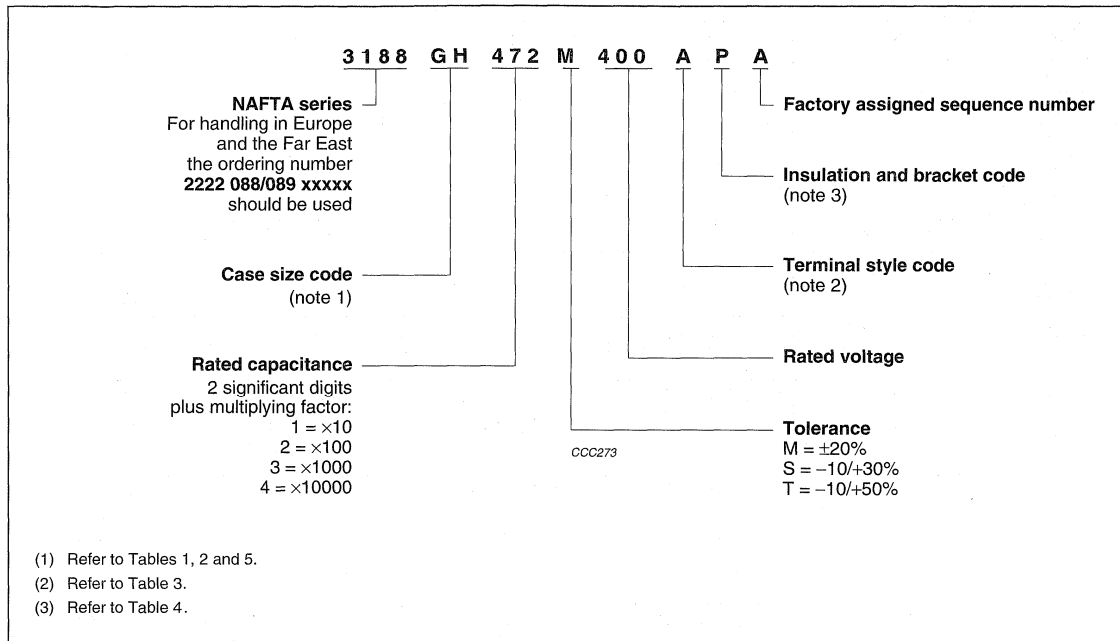 3188 GH 472 M 400 A P A
NAFTA series
For handling in Europe
and the Far East
the ordering number
2222 088/089 xxxxx
should be used
Case size code
(note 1)
Rated capacitance
2 significant digits
plus multiplying factor:
1 = ×10
2 = ×100
3 = ×1000
4 = ×10000
Factory assigned sequence number
Insulation and bracket code
(note 3)
Terminal style code
(note 2)
Rated voltage
Tolerance
M = ±20%
S = −10/+30%
T = −10/+50%
CCC273
(1) Refer to Tables 1, 2 and 5.
(2) Refer to Table 3.
(3) Refer to Table 4.